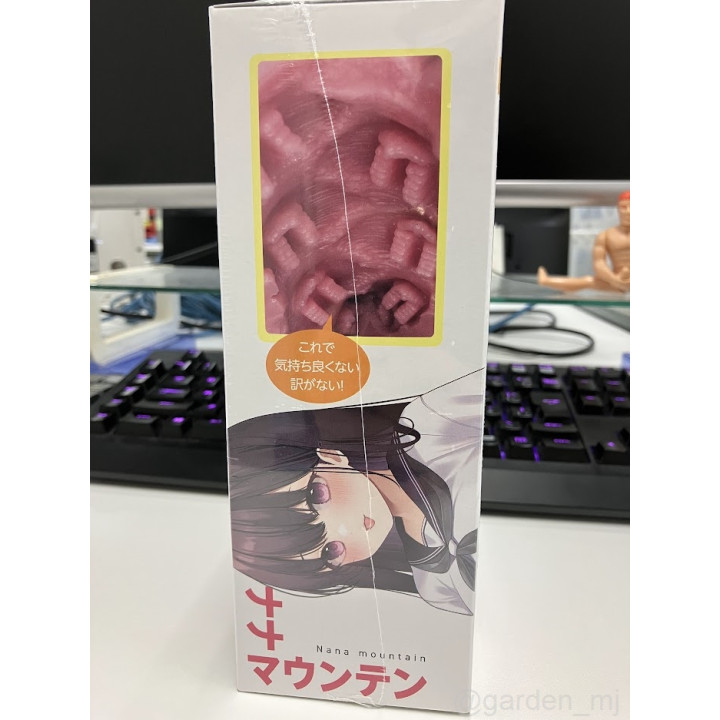 これで
気持ち良くない
訳がない!
ナナ
Nana mountain
マウンテン
@garden_mj